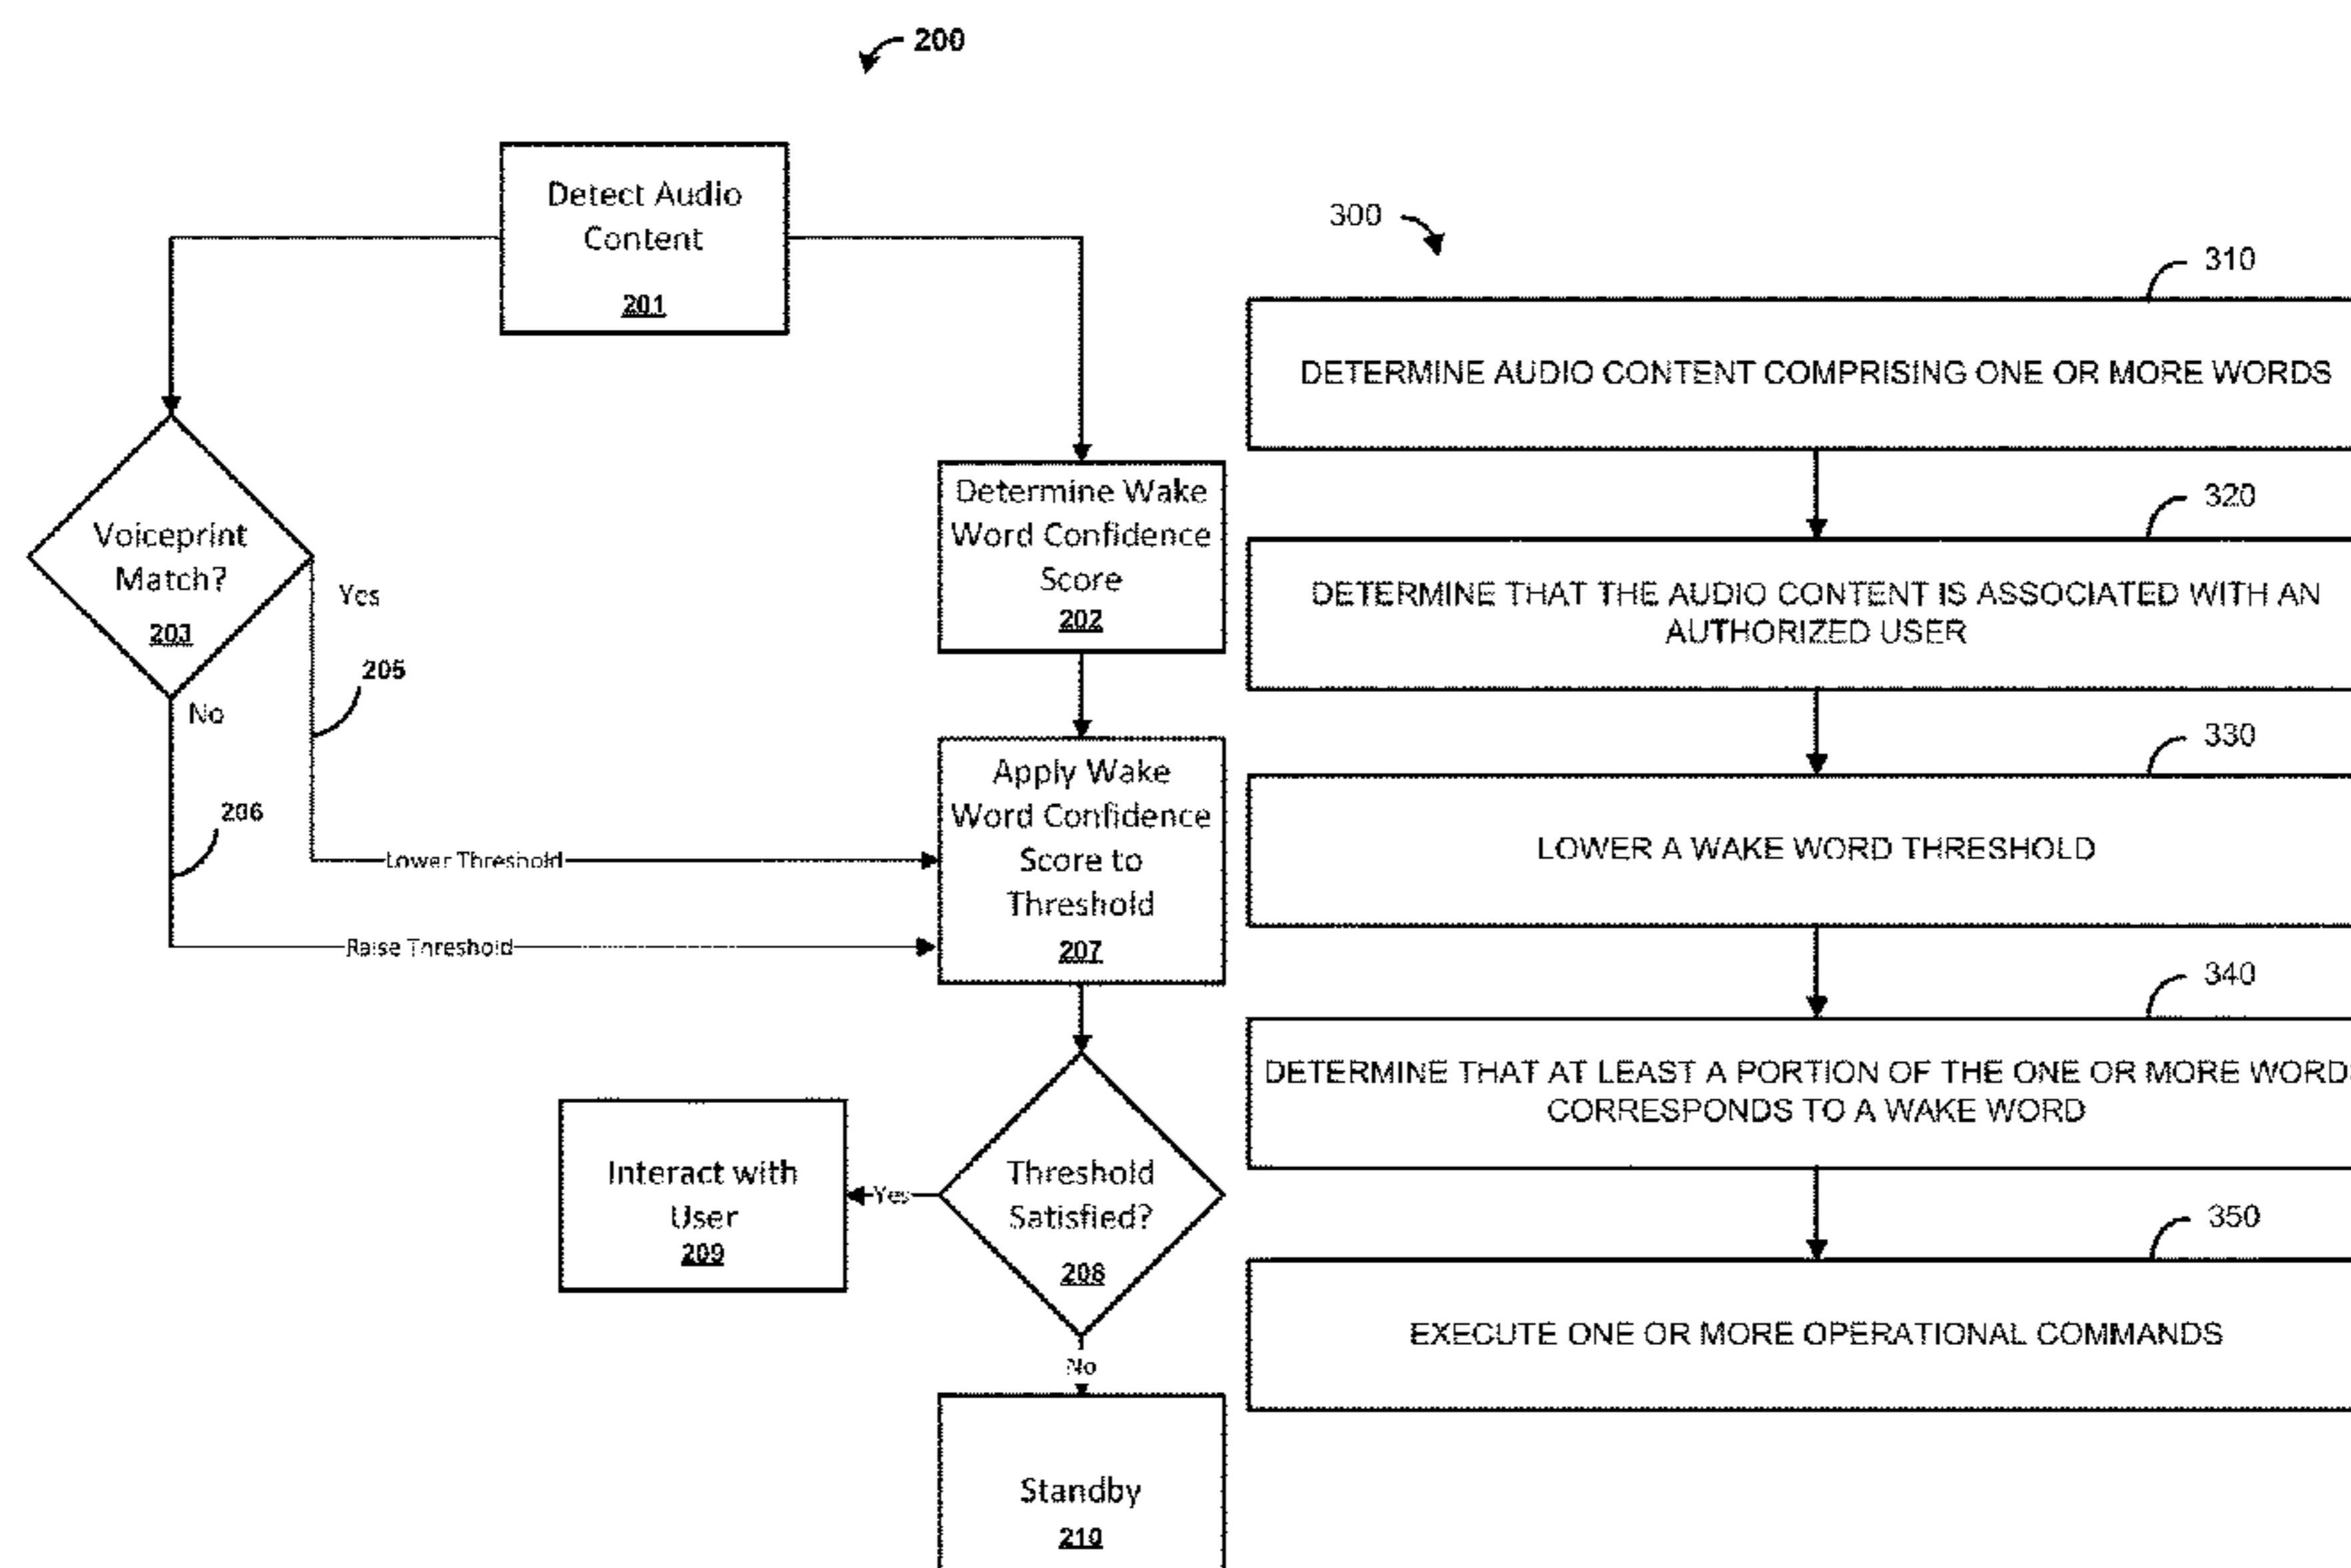 200
Detect Audio
Content
201
Voiceprint
Match?
203
Yes
205
No
206
Lower Threshold
Raise Threshold
Determine Wake
Word Confidence
Score
202
Apply Wake
Word Confidence
Score to
Threshold
207
Threshold
Satisfied?
208
Yes
Interact with
User
209
No
Standby
210
300
310
DETERMINE AUDIO CONTENT COMPRISING ONE OR MORE WORDS
320
DETERMINE THAT THE AUDIO CONTENT IS ASSOCIATED WITH AN
AUTHORIZED USER
330
LOWER A WAKE WORD THRESHOLD
340
DETERMINE THAT AT LEAST A PORTION OF THE ONE OR MORE WORD
CORRESPONDS TO A WAKE WORD
350
EXECUTE ONE OR MORE OPERATIONAL COMMANDS